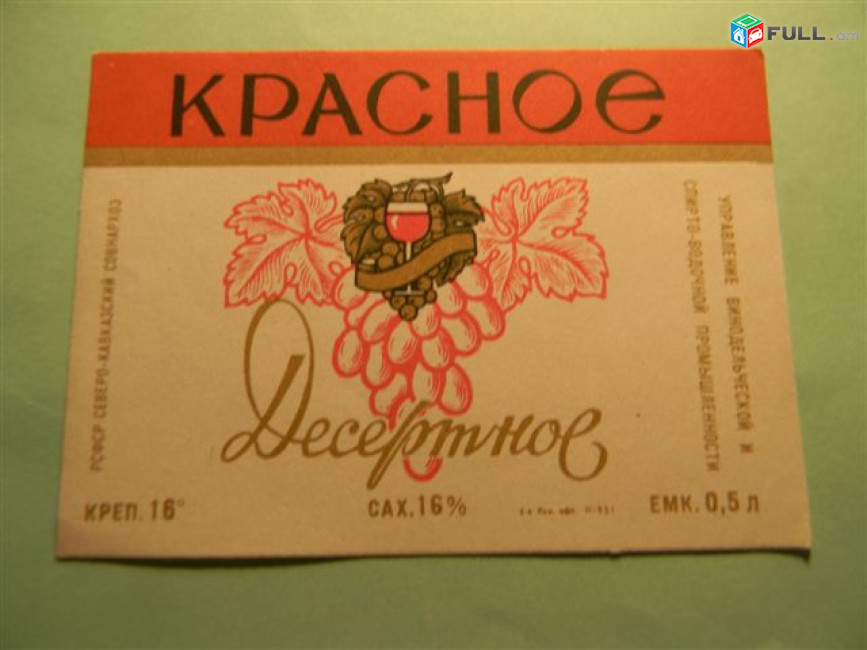 FULL.am
КРАСНОЕ
РСФСР СЕВЕРО-КАВКАЗСКИЙ СОВНАРХОЗ
УПРАВЛЕНИЕ ВИНОДЕЛЬЧЕСКОЙ И
СПИРТО-ВОДОЧНОЙ ПРОМЫШЛЕННОСТИ
Десертное
КРЕП. 16° САХ. 16% ЕМК. 0,5 Л